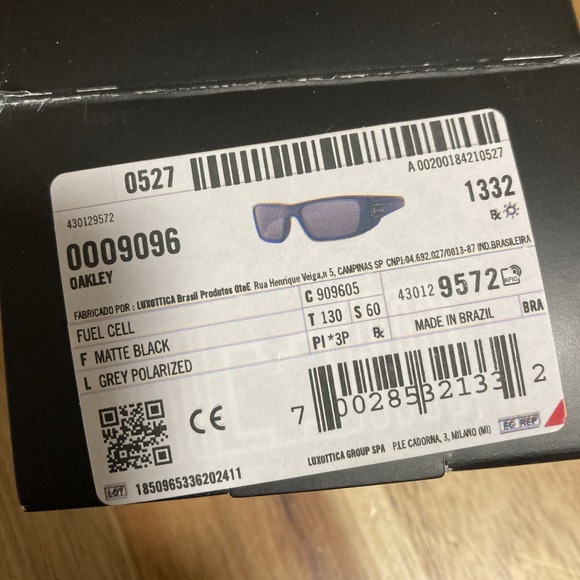 0527
A 00200184210527
430129572
0009096
OAKLEY
1332
Rx
FABRICADO POR : LUXOTTICA Brasil Produtos OtoE Rua Henrique Veiga,n 5, CAMPINAS SP CNPJ-04.692.027/0013-87 IND.BRASILEIRA
FUEL CELL
C 909605
43012 9572 RFID
F MATTE BLACK
T 130 S 60
MADE IN BRAZIL BRA
L GREY POLARIZED
PI *3P Rx
CE
7 00285 32133 2
LUXOTTICA GROUP SPA P.LE CADORNA, 3, MILANO (MI) EC REP
LOT 1850965336202411